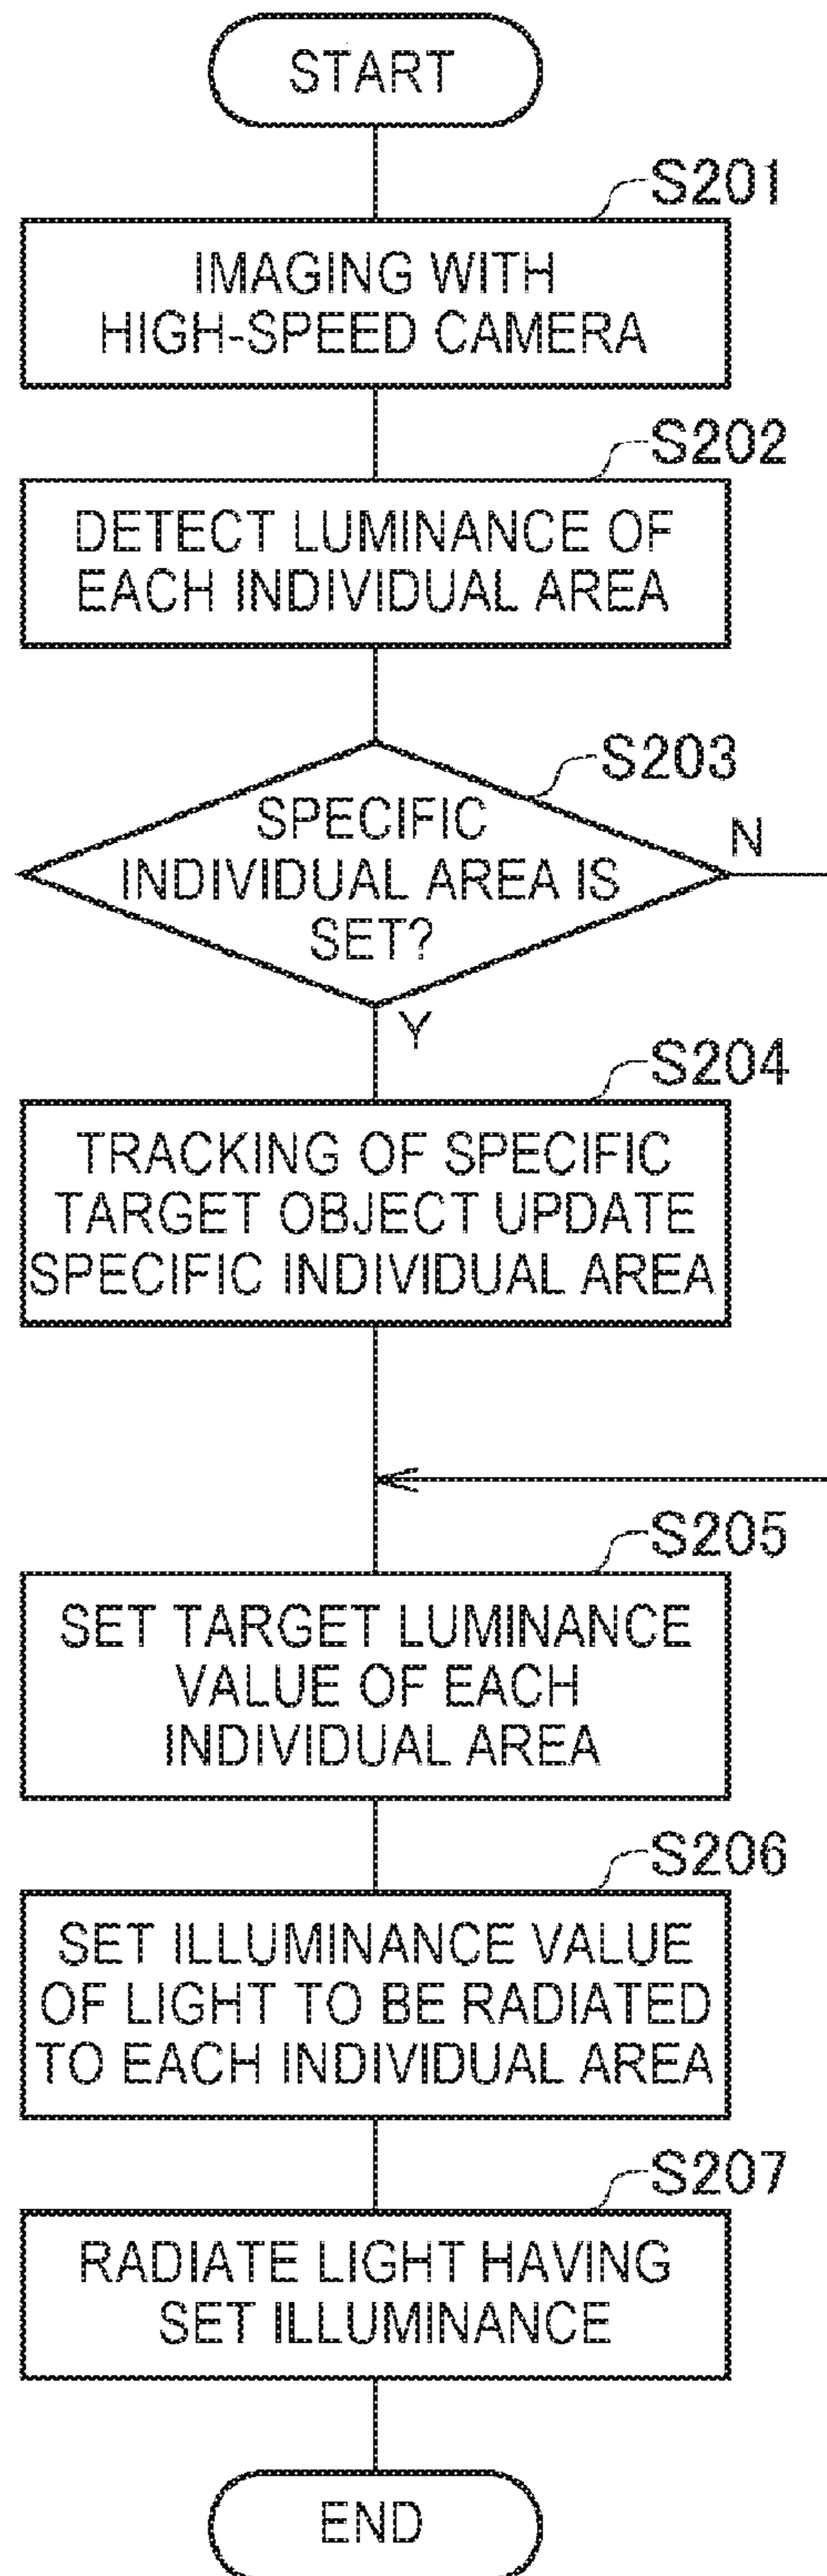 START
S201
IMAGING WITH
HIGH-SPEED CAMERA
S202
DETECT LUMINANCE OF
EACH INDIVIDUAL AREA
S203
SPECIFIC
INDIVIDUAL AREA IS
SET?
N
Y
S204
TRACKING OF SPECIFIC
TARGET OBJECT UPDATE
SPECIFIC INDIVIDUAL AREA
S205
SET TARGET LUMINANCE
VALUE OF EACH
INDIVIDUAL AREA
S206
SET ILLUMINANCE VALUE
OF LIGHT TO BE RADIATED
TO EACH INDIVIDUAL AREA
S207
RADIATE LIGHT HAVING
SET ILLUMINANCE
END